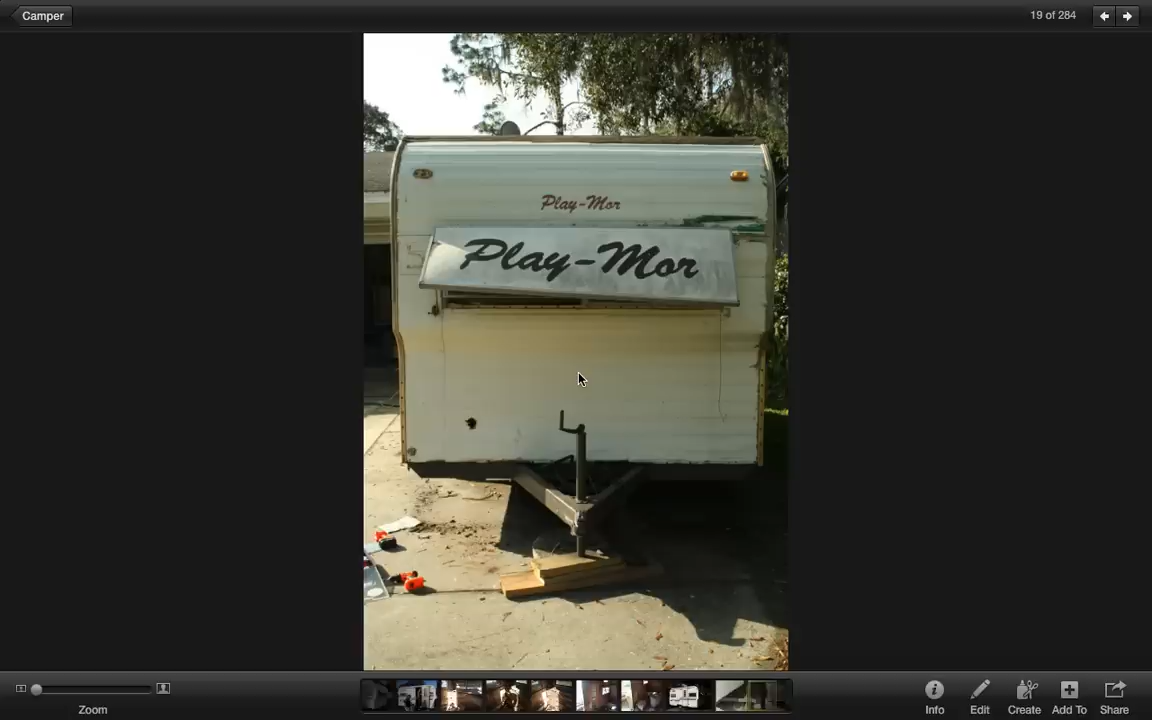 Camper
19 of 284
Play-Mor
Play-Mor
Zoom
Info
Edit
Create
Add To
Share